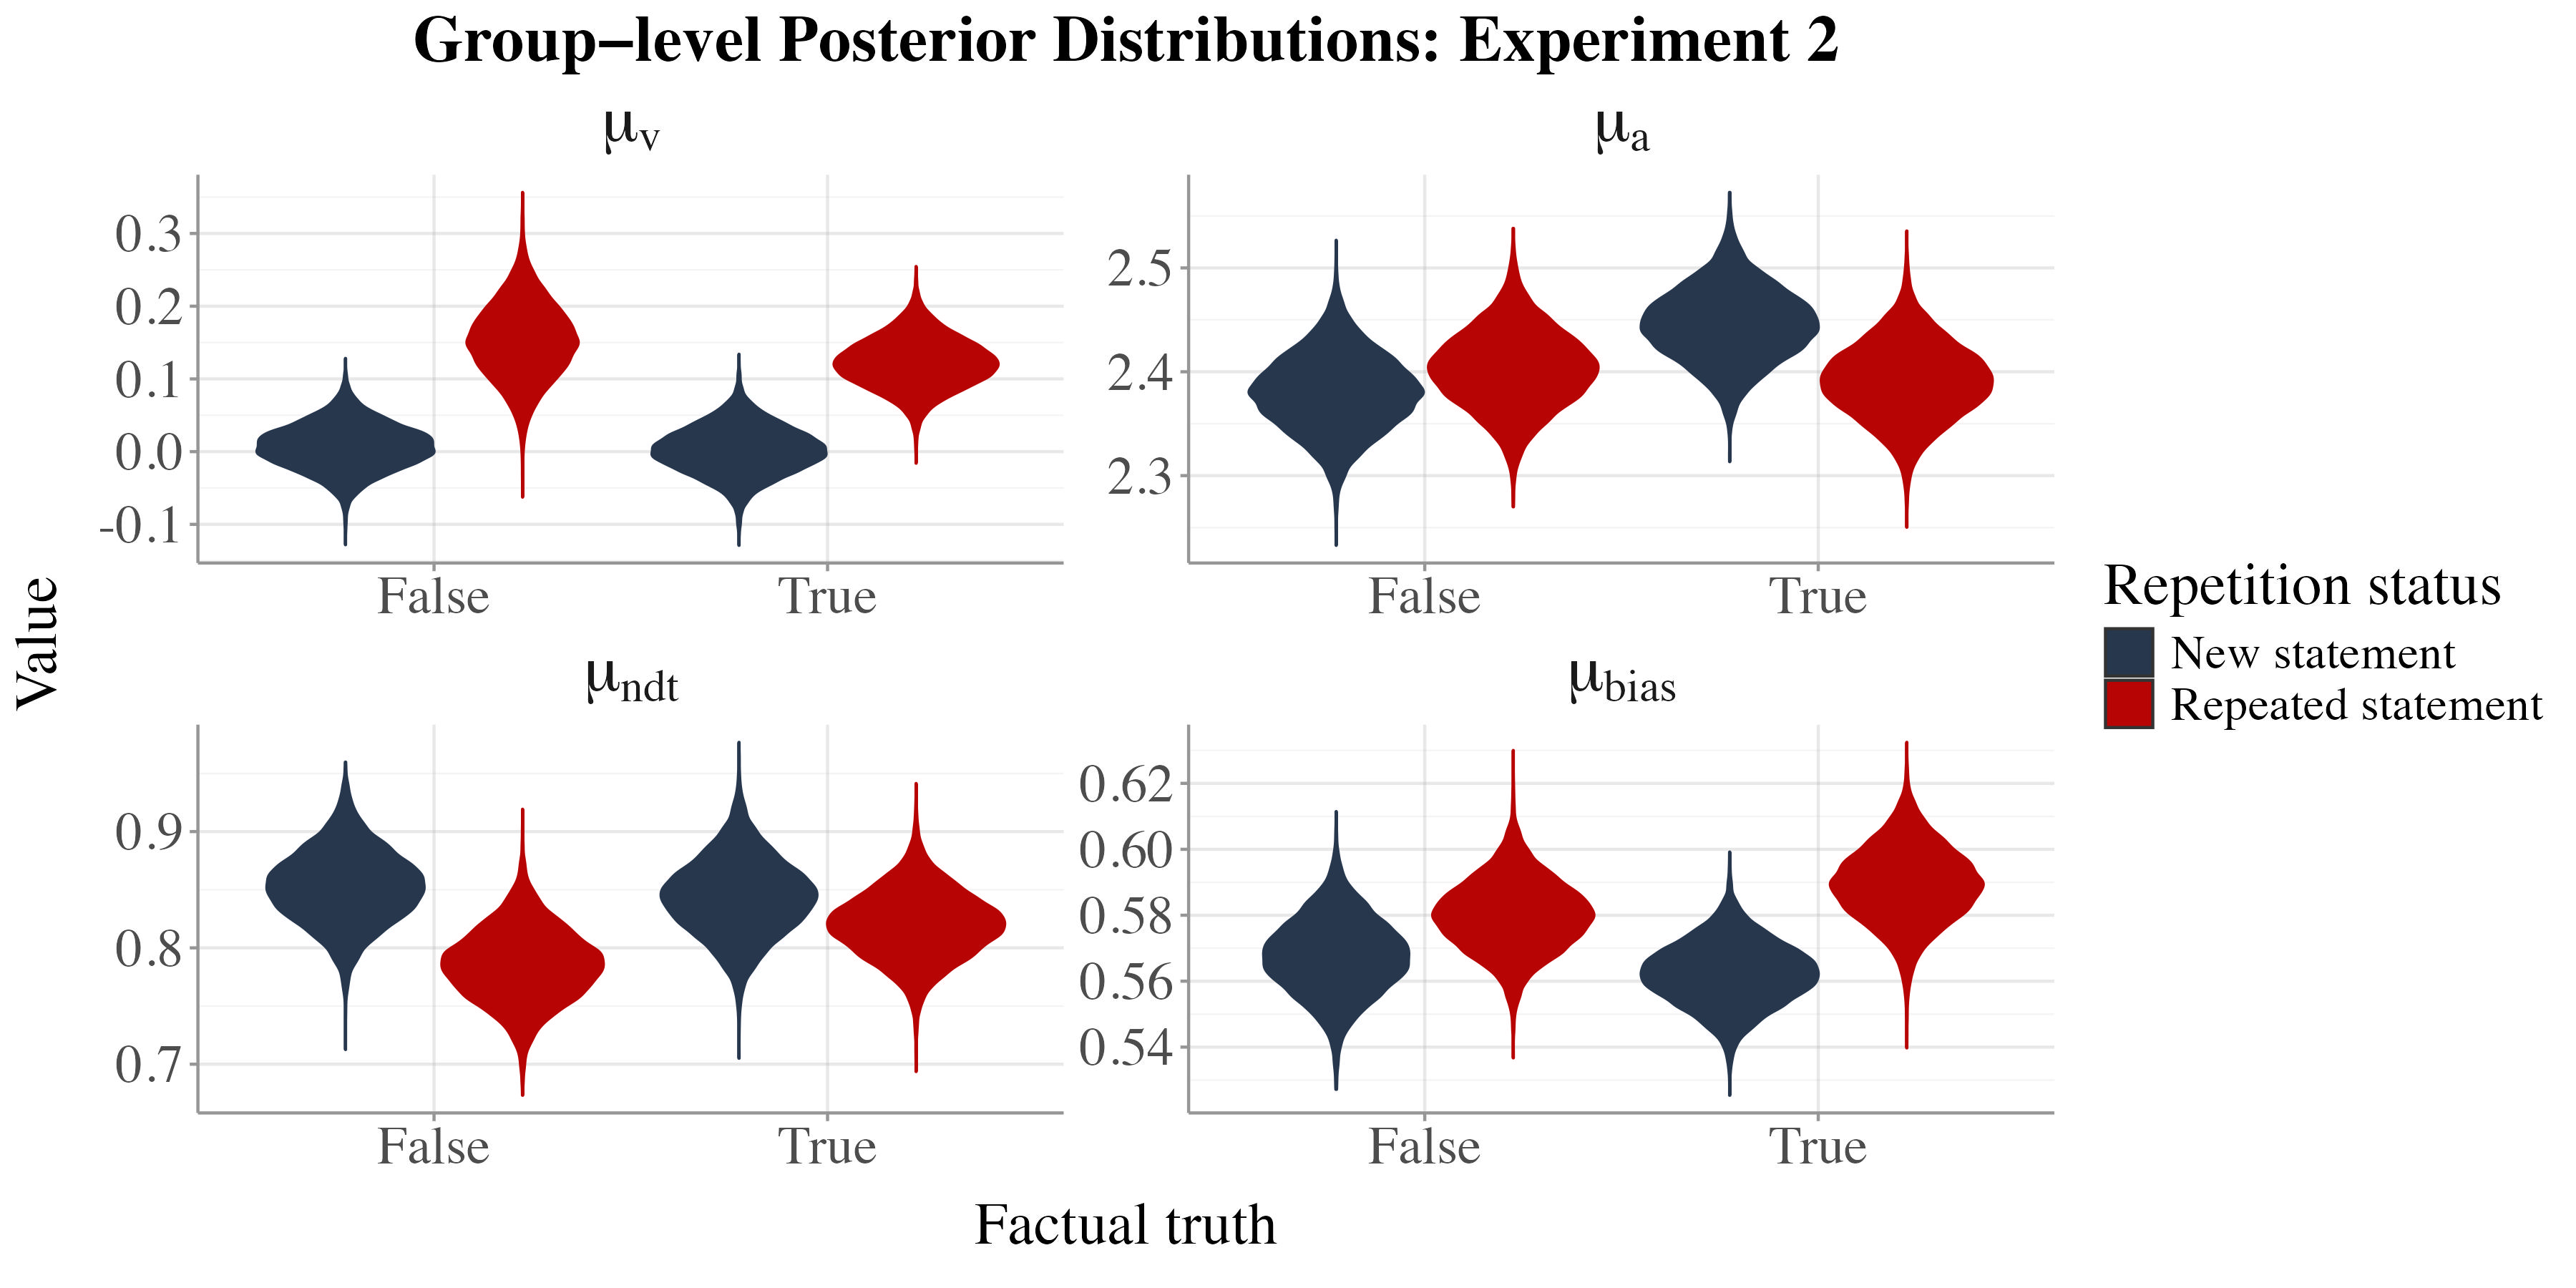 Group–level Posterior Distributions: Experiment 2
μv
μa
0.3
0.2
0.1
0.0
-0.1
2.5
2.4
2.3
False
True
False
True
Value
Repetition status
New statement
Repeated statement
μndt
μbias
0.9
0.8
0.7
0.62
0.60
0.58
0.56
0.54
False
True
False
True
Factual truth